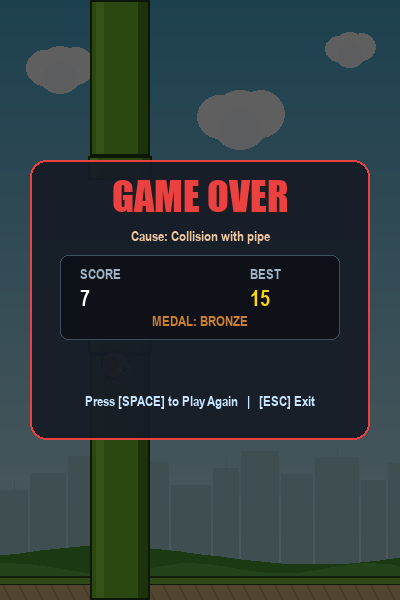 GAME OVER
Cause: Collision with pipe
SCORE BEST
7 15
MEDAL: BRONZE
Press [SPACE] to Play Again | [ESC] Exit